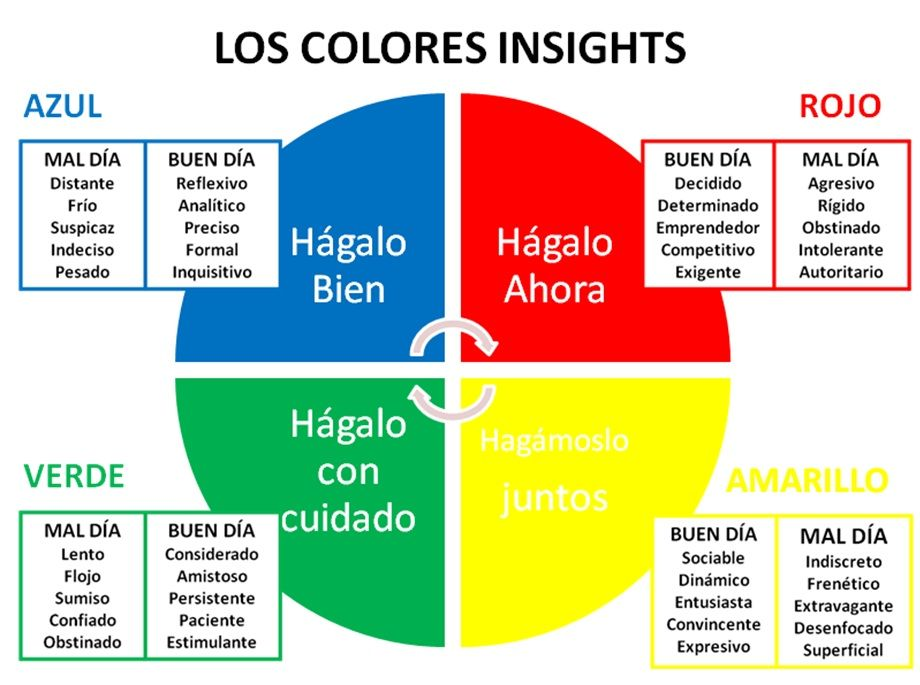 LOS COLORES INSIGHTS
AZUL
MAL DÍA
Distante
Frío
Suspicaz
Indeciso
Pesado
BUEN DÍA
Reflexivo
Analítico
Preciso
Formal
Inquisitivo
Hágalo
Bien
Hágalo
Ahora
ROJO
BUEN DÍA
Decidido
Determinado
Emprendedor
Competitivo
Exigente
MAL DÍA
Agresivo
Rígido
Obstinado
Intolerante
Autoritario
VERDE
MAL DÍA
Lento
Flojo
Sumiso
Confiado
Obstinado
BUEN DÍA
Considerado
Amistoso
Persistente
Paciente
Estimulante
Hágalo
con
cuidado
Hagámoslo
juntos
AMARILLO
BUEN DÍA
Sociable
Dinámico
Entusiasta
Convincente
Expresivo
MAL DÍA
Indiscreto
Frenético
Extravagante
Desenfocado
Superficial